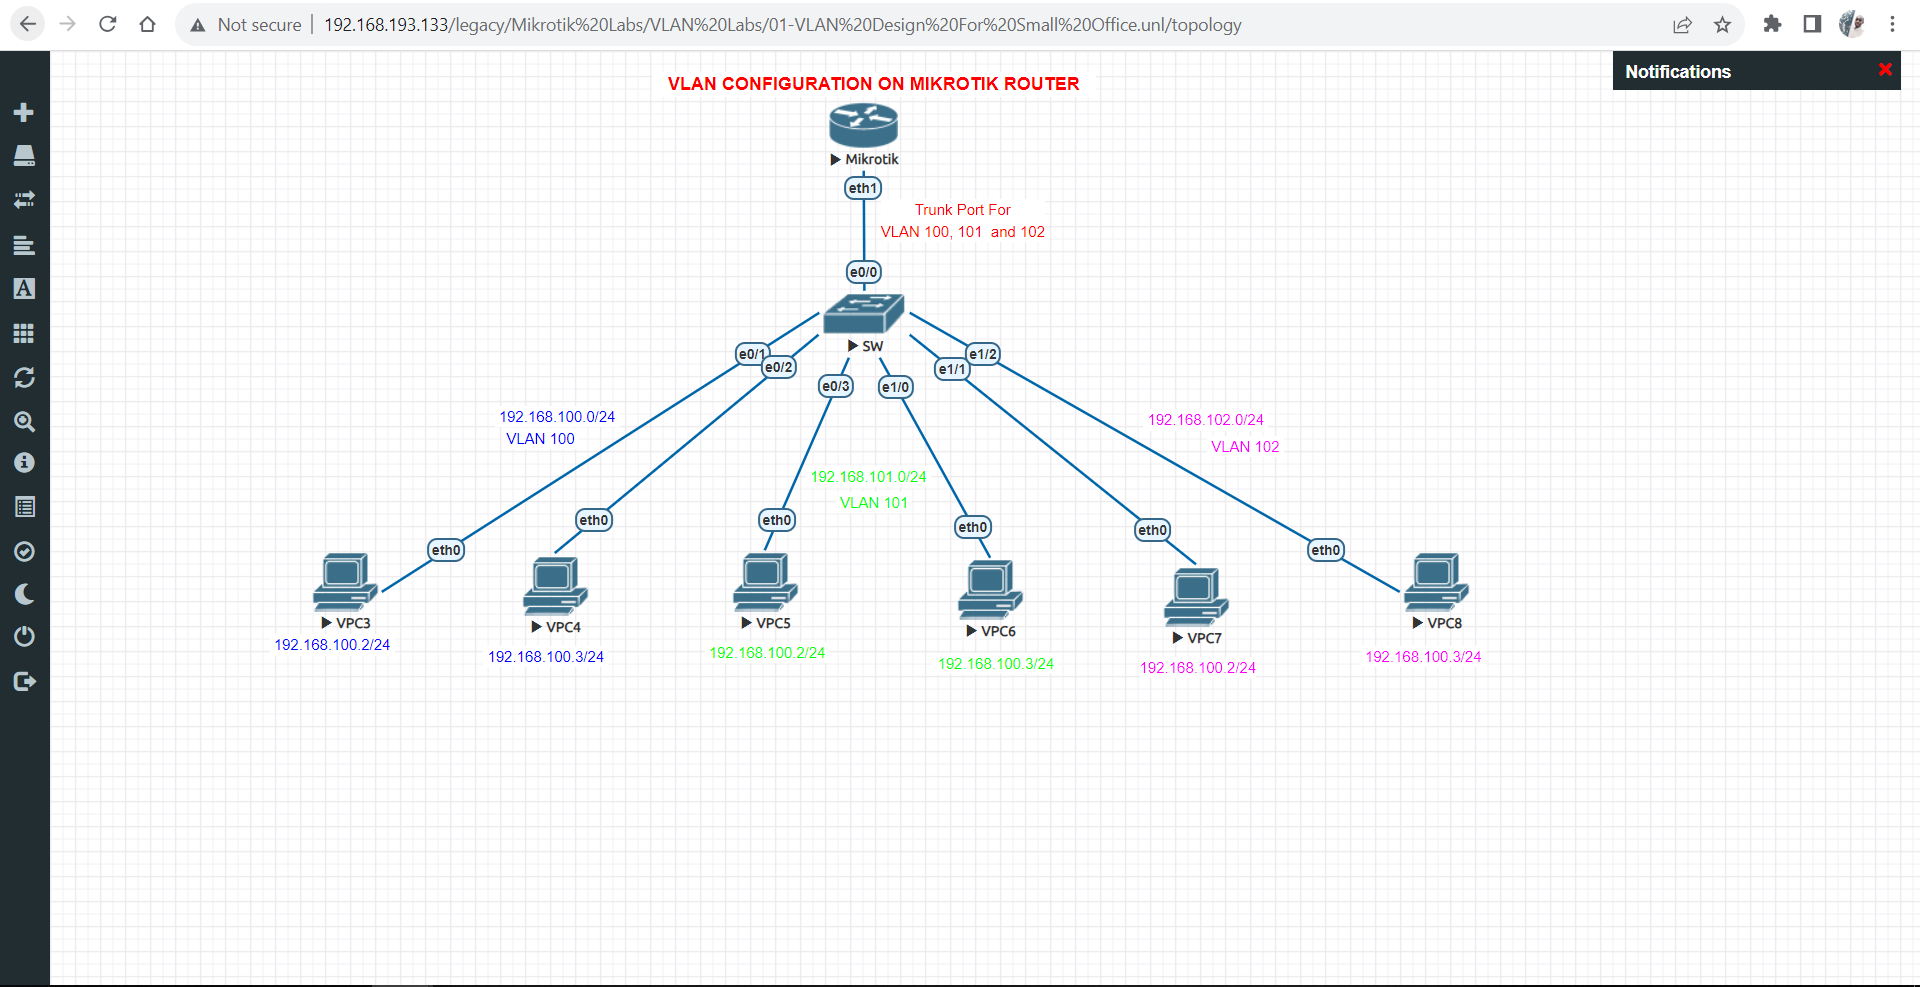 Not secure
192.168.193.133/legacy/Mikrotik%20Labs/VLAN%20Labs/01-VLAN%20Design%20For%20Small%20Office.unl/topology
Notifications
VLAN CONFIGURATION ON MIKROTIK ROUTER
Mikrotik
eth1
Trunk Port For
VLAN 100, 101 and 102
e0/0
SW
e0/1
e0/2
e0/3
e1/0
e1/1
e1/2
192.168.100.0/24
VLAN 100
192.168.101.0/24
VLAN 101
192.168.102.0/24
VLAN 102
eth0
eth0
eth0
eth0
eth0
eth0
VPC3
192.168.100.2/24
VPC4
192.168.100.3/24
VPC5
192.168.100.2/24
VPC6
192.168.100.3/24
VPC7
192.168.100.2/24
VPC8
192.168.100.3/24